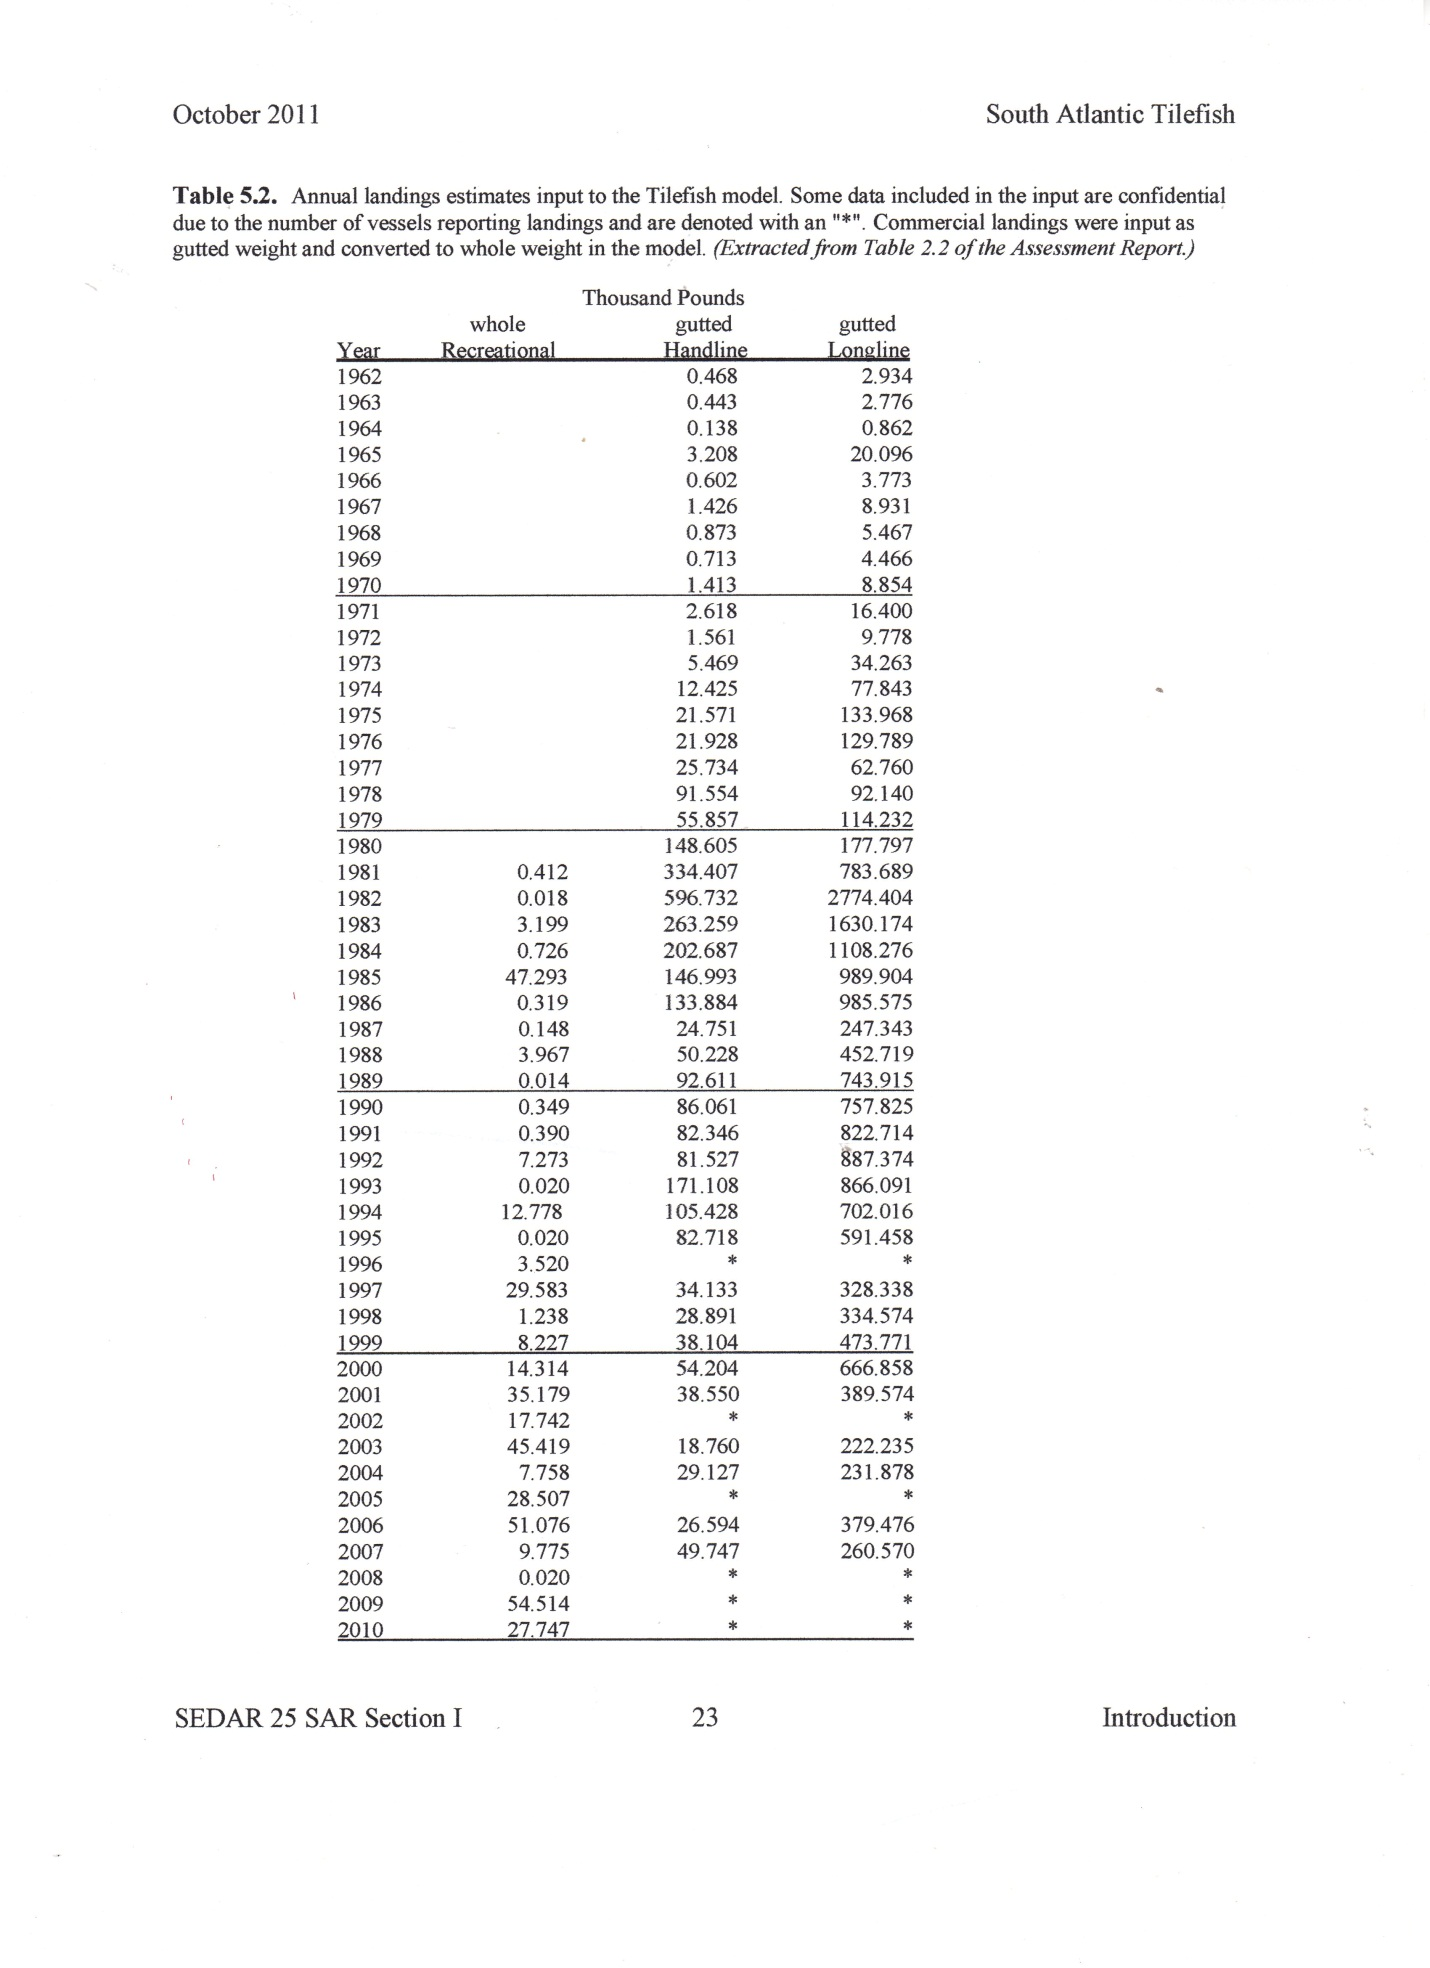 October 2011 South Atlantic Tilefish
Table 5.2. Annual landings estimates input to the Tilefish model. Some data included in the input are confidential
due to the number of vessels reporting landings and are denoted with an "*". Commercial landings were input as
gutted weight and converted to whole weight in the model. (Extracted from Table 2.2 of the Assessment Report.)
Thousand Pounds
whole gutted gutted
Year Recreational Handline Longline
1962 0.468 2.934
1963 0.443 2.776
1964 0.138 0.862
1965 3.208 20.096
1966 0.602 3.773
1967 1.426 8.931
1968 0.873 5.467
1969 0.713 4.466
1970 1.413 8.854
1971 2.618 16.400
1972 1.561 9.778
1973 5.469 34.263
1974 12.425 77.843
1975 21.571 133.968
1976 21.928 129.789
1977 25.734 62.760
1978 91.554 92.140
1979 55.857 114.232
1980 148.605 177.797
1981 0.412 334.407 783.689
1982 0.018 596.732 2774.404
1983 3.199 263.259 1630.174
1984 0.726 202.687 1108.276
1985 47.293 146.993 989.904
1986 0.319 133.884 985.575
1987 0.148 24.751 247.343
1988 3.967 50.228 452.719
1989 0.014 92.611 743.915
1990 0.349 86.061 757.825
1991 0.390 82.346 822.714
1992 7.273 81.527 887.374
1993 0.020 171.108 866.091
1994 12.778 105.428 702.016
1995 0.020 82.718 591.458
1996 3.520 * *
1997 29.583 34.133 328.338
1998 1.238 28.891 334.574
1999 8.227 38.104 473.771
2000 14.314 54.204 666.858
2001 35.179 38.550 389.574
2002 17.742 * *
2003 45.419 18.760 222.235
2004 7.758 29.127 231.878
2005 28.507 * *
2006 51.076 26.594 379.476
2007 9.775 49.747 260.570
2008 0.020 * *
2009 54.514 * *
2010 27.747 * *
SEDAR 25 SAR Section I 23 Introduction